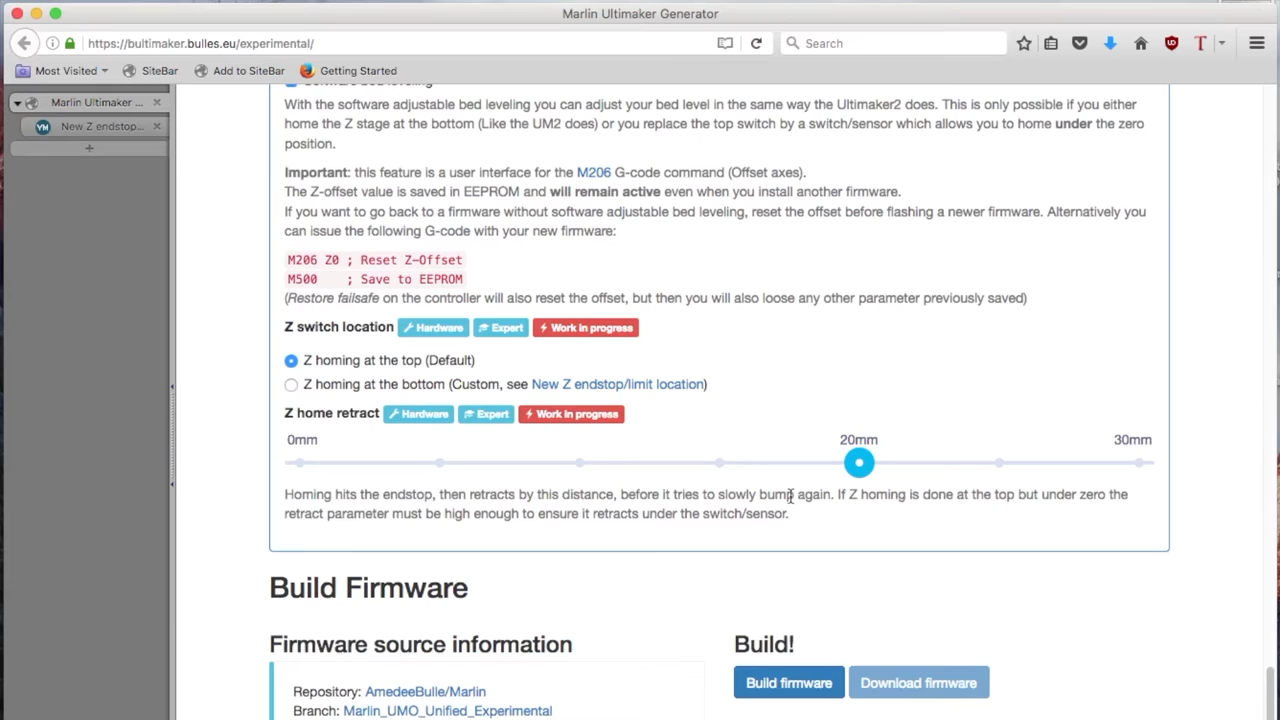 Marlin Ultimaker Generator
https://bultimaker.bulles.eu/experimental/
Search
Most Visited
SiteBar
Add to SiteBar
Getting Started
Marlin Ultimaker ...
New Z endstop...
With the software adjustable bed leveling you can adjust your bed level in the same way the Ultimaker2 does. This is only possible if you either
home the Z stage at the bottom (Like the UM2 does) or you replace the top switch by a switch/sensor which allows you to home under the zero
position.
Important: this feature is a user interface for the M206 G-code command (Offset axes).
The Z-offset value is saved in EEPROM and will remain active even when you install another firmware.
If you want to go back to a firmware without software adjustable bed leveling, reset the offset before flashing a newer firmware. Alternatively you
can issue the following G-code with your new firmware:
M206 Z0 ; Reset Z-Offset
M500 ; Save to EEPROM
(Restore failsafe on the controller will also reset the offset, but then you will also loose any other parameter previously saved)
Z switch location Hardware Expert Work in progress
Z homing at the top (Default)
Z homing at the bottom (Custom, see New Z endstop/limit location)
Z home retract Hardware Expert Work in progress
0mm 20mm 30mm
Homing hits the endstop, then retracts by this distance, before it tries to slowly bump again. If Z homing is done at the top but under zero the
retract parameter must be high enough to ensure it retracts under the switch/sensor.
Build Firmware
Firmware source information
Repository: AmedeeBulle/Marlin
Branch: Marlin_UMO_Unified_Experimental
Build!
Build firmware
Download firmware